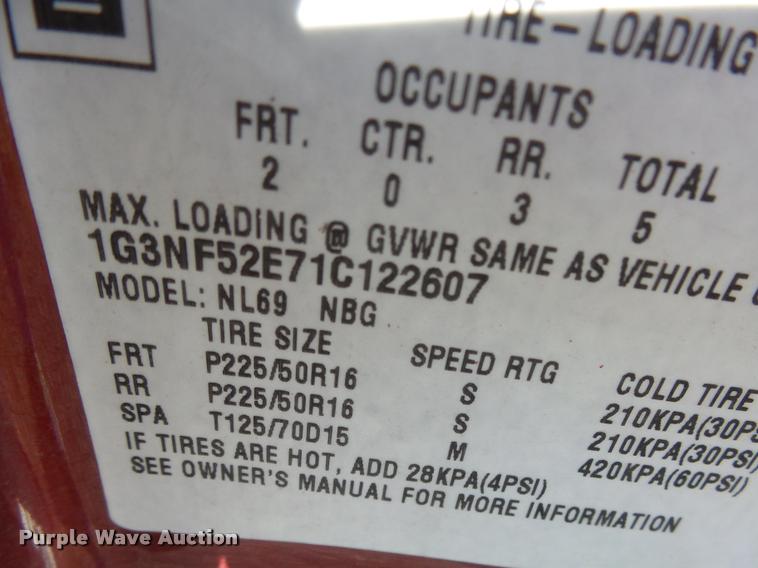 TIRE-LOADING
OCCUPANTS
FRT. CTR. RR. TOTAL
2 0 3 5
MAX. LOADING @ GVWR SAME AS VEHICLE
1G3NF52E71C122607
MODEL: NL69 NBG
TIRE SIZE SPEED RTG COLD TIRE
FRT P225/50R16 S 210KPA(30PSI
RR P225/50R16 S 210KPA(30PSI)
SPA T125/70D15 M 420KPA(60PSI)
IF TIRES ARE HOT, ADD 28KPA(4PSI)
SEE OWNER'S MANUAL FOR MORE INFORMATION
Purple Wave Auction